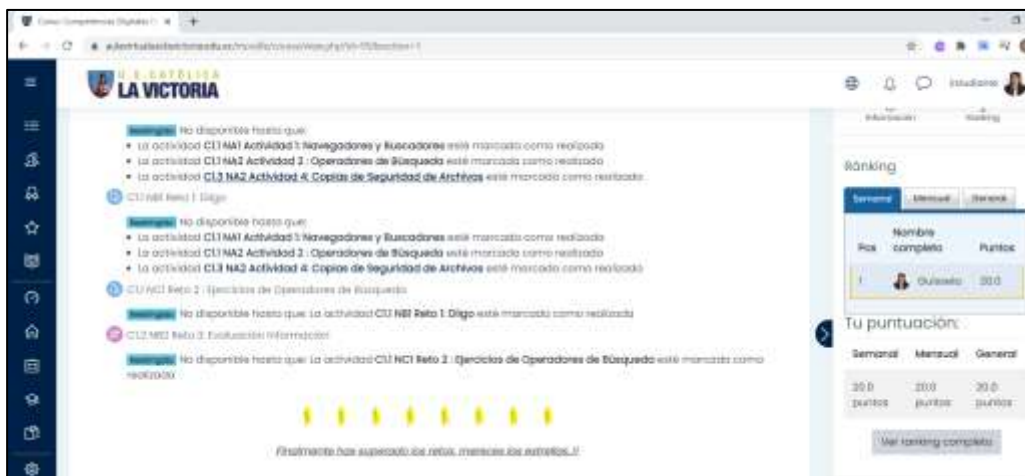 Curso: Competencias Digitales
U. E. CATÓLICA
LA VICTORIA
Estudiante
Información
Ranking
Restringido No disponible hasta que:
• La actividad C1.1 NA1 Actividad 1: Navegadores y Buscadores esté marcada como realizada
• La actividad C1.1 NA2 Actividad 2 : Operadores de Búsqueda esté marcada como realizada
• La actividad C1.3 NA2 Actividad 4: Copias de Seguridad de Archivos esté marcada como realizada
C1.1 NB1 Reto 1: Diigo
Restringido No disponible hasta que:
• La actividad C1.1 NA1 Actividad 1: Navegadores y Buscadores esté marcada como realizada
• La actividad C1.1 NA2 Actividad 2 : Operadores de Búsqueda esté marcada como realizada
• La actividad C1.3 NA2 Actividad 4: Copias de Seguridad de Archivos esté marcada como realizada
C1.1 NC1 Reto 2 : Ejercicios de Operadores de Búsqueda
Restringido No disponible hasta que: La actividad C1.1 NB1 Reto 1: Diigo esté marcada como realizada
C1.2 NB2 Reto 3: Evaluación Información
Restringido No disponible hasta que: La actividad C1.1 NC1 Reto 2 : Ejercicios de Operadores de Búsqueda esté marcada como
realizada
Finalmente has superado los retos, mereces las estrellas..!!
Ránking
Semanal Mensual General
Pos Nombre completo Puntos
1 20.0
Tu puntuación:
Semanal Mensual General
20.0 puntos 20.0 puntos 20.0 puntos
Ver ranking completo